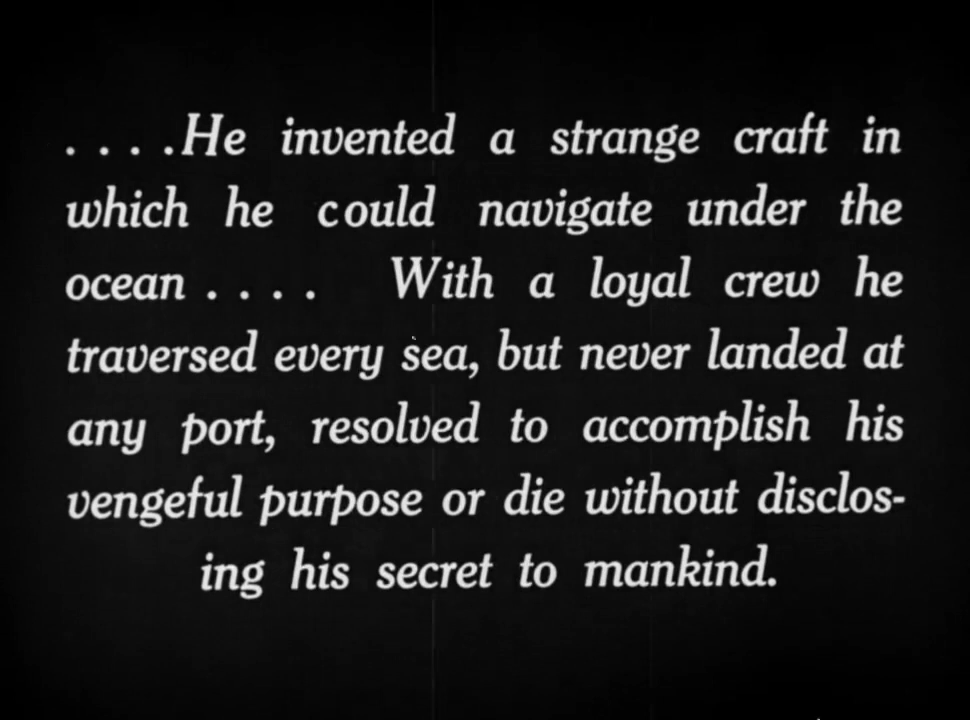 . . . .He invented a strange craft in
which he could navigate under the
ocean . . . . With a loyal crew he
traversed every sea, but never landed at
any port, resolved to accomplish his
vengeful purpose or die without disclos-
ing his secret to mankind.